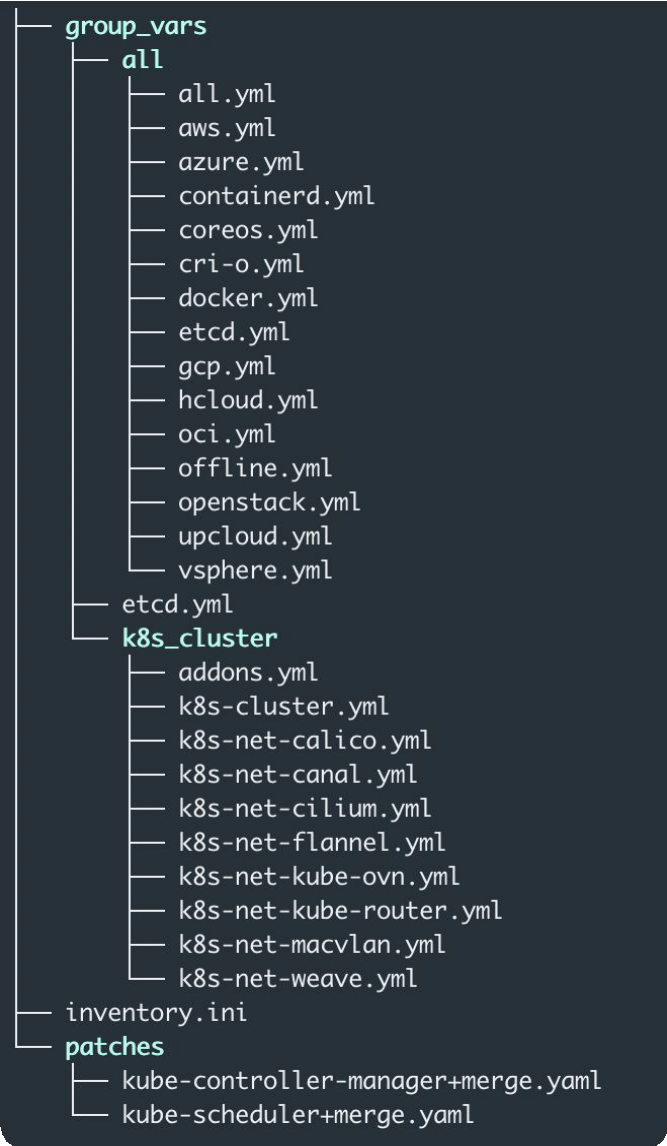 group_vars
all
all.yml
aws.yml
azure.yml
containerd.yml
coreos.yml
cri-o.yml
docker.yml
etcd.yml
gcp.yml
hcloud.yml
oci.yml
offline.yml
openstack.yml
upcloud.yml
vsphere.yml
etcd.yml
k8s_cluster
addons.yml
k8s-cluster.yml
k8s-net-calico.yml
k8s-net-canal.yml
k8s-net-cilium.yml
k8s-net-flannel.yml
k8s-net-kube-ovn.yml
k8s-net-kube-router.yml
k8s-net-macvlan.yml
k8s-net-weave.yml
inventory.ini
patches
kube-controller-manager+merge.yaml
kube-scheduler+merge.yaml